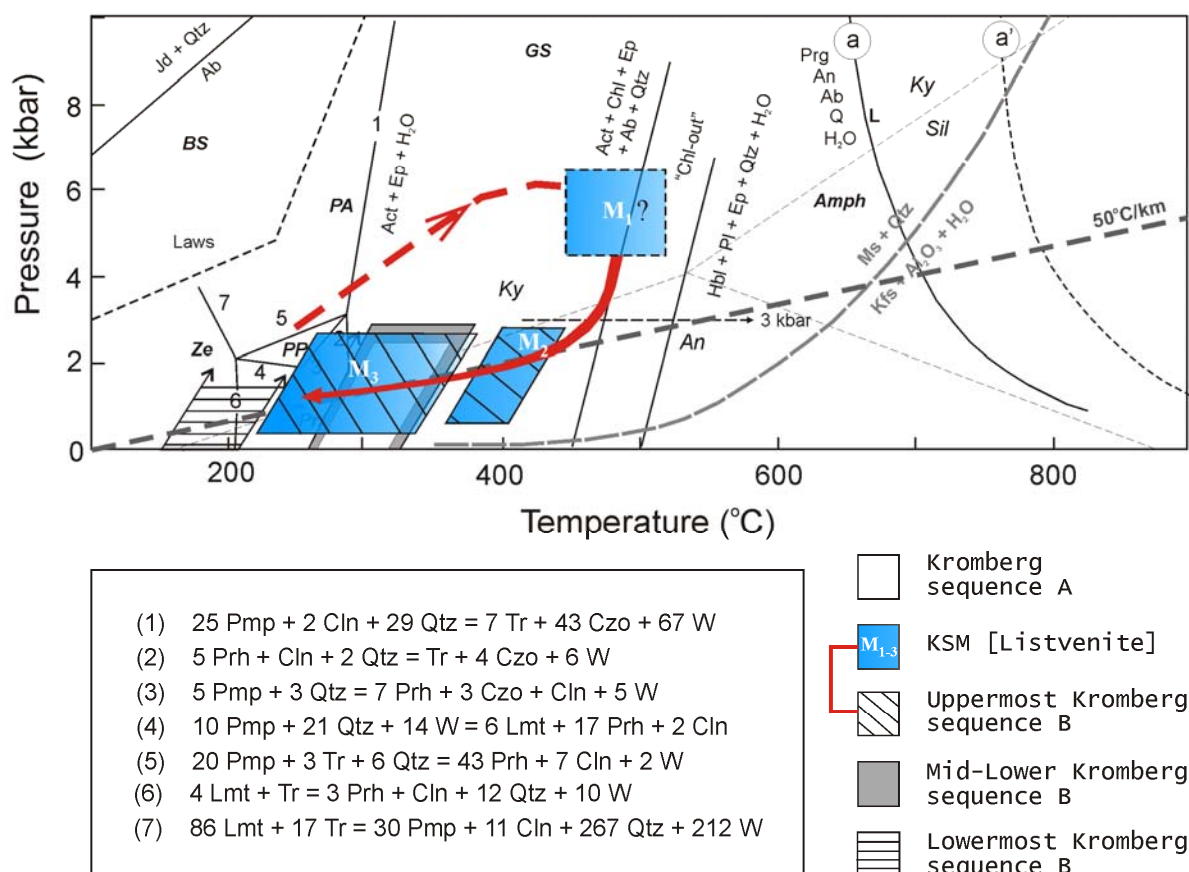 Pressure (kbar)
8
6
4
2
0
Jd + Qtz
Ab
BS
Laws
7
5
Ze
PP
4
6
PA
1
Act + Ep + H₂O
GS
Act + Chl + Ep
+ Ab + Qtz
"Chl-out"
Hbl + Pl + Ep + Qtz + H₂O
M₁?
M₂
M₃
Ky
An
3 kbar
a
a'
Prg
An
Ab
Q
H₂O
L
Ky
Sil
Amph
Ms + Qtz
Kfs + Al₂O₃ + H₂O
50°C/km
200
400
600
800
Temperature (°C)
(1) 25 Pmp + 2 Cln + 29 Qtz = 7 Tr + 43 Czo + 67 W
(2) 5 Prh + Cln + 2 Qtz = Tr + 4 Czo + 6 W
(3) 5 Pmp + 3 Qtz = 7 Prh + 3 Czo + Cln + 5 W
(4) 10 Pmp + 21 Qtz + 14 W = 6 Lmt + 17 Prh + 2 Cln
(5) 20 Pmp + 3 Tr + 6 Qtz = 43 Prh + 7 Cln + 2 W
(6) 4 Lmt + Tr = 3 Prh + Cln + 12 Qtz + 10 W
(7) 86 Lmt + 17 Tr = 30 Pmp + 11 Cln + 267 Qtz + 212 W
Kromberg
sequence A
M₁₋₃
KSM [Listvenite]
Uppermost Kromberg
sequence B
Mid-Lower Kromberg
sequence B
Lowermost Kromberg
sequence B